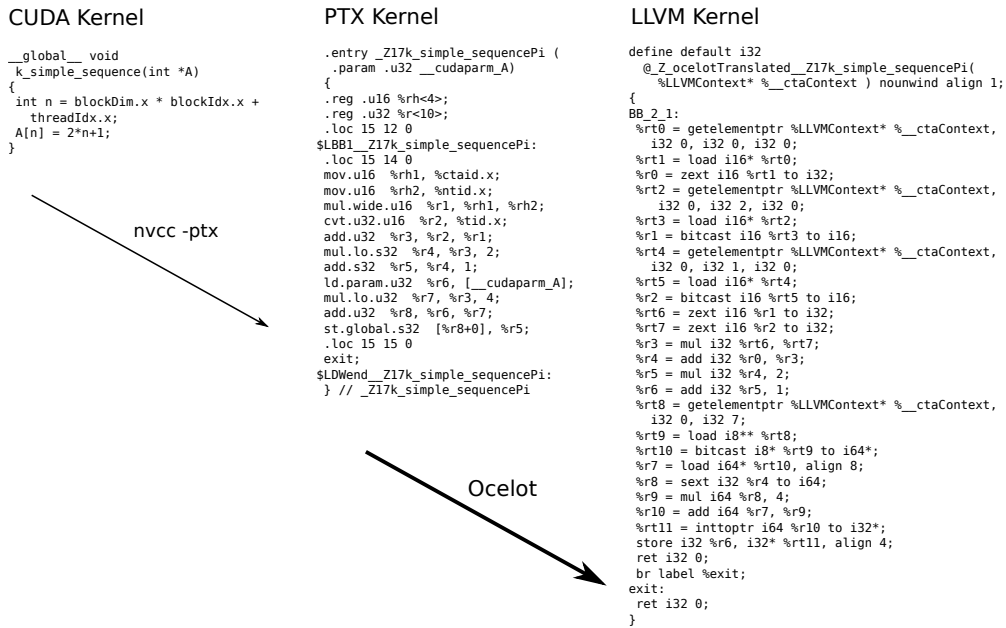 CUDA Kernel
__global__ void
k_simple_sequence(int *A)
{
int n = blockDim.x * blockIdx.x +
threadIdx.x;
A[n] = 2*n+1;
}
nvcc -ptx
PTX Kernel
.entry _Z17k_simple_sequencePi (
.param .u32 __cudaparm_A)
{
.reg .u16 %rh<4>;
.reg .u32 %r<10>;
.loc 15 12 0
$LBB1__Z17k_simple_sequencePi:
.loc 15 14 0
mov.u16 %rh1, %ctaid.x;
mov.u16 %rh2, %ntid.x;
mul.wide.u16 %r1, %rh1, %rh2;
cvt.u32.u16 %r2, %tid.x;
add.u32 %r3, %r2, %r1;
mul.lo.s32 %r4, %r3, 2;
add.s32 %r5, %r4, 1;
ld.param.u32 %r6, [__cudaparm_A];
mul.lo.u32 %r7, %r3, 4;
add.u32 %r8, %r6, %r7;
st.global.s32 [%r8+0], %r5;
.loc 15 15 0
exit;
$LDWend__Z17k_simple_sequencePi:
} // _Z17k_simple_sequencePi
Ocelot
LLVM Kernel
define default i32
@_Z_ocelotTranslated__Z17k_simple_sequencePi(
%LLVMContext* %__ctaContext ) nounwind align 1;
{
BB_2_1:
%rt0 = getelementptr %LLVMContext* %__ctaContext,
i32 0, i32 0, i32 0;
%rt1 = load i16* %rt0;
%r0 = zext i16 %rt1 to i32;
%rt2 = getelementptr %LLVMContext* %__ctaContext,
i32 0, i32 2, i32 0;
%rt3 = load i16* %rt2;
%r1 = bitcast i16 %rt3 to i16;
%rt4 = getelementptr %LLVMContext* %__ctaContext,
i32 0, i32 1, i32 0;
%rt5 = load i16* %rt4;
%r2 = bitcast i16 %rt5 to i16;
%rt6 = zext i16 %r1 to i32;
%rt7 = zext i16 %r2 to i32;
%r3 = mul i32 %rt6, %rt7;
%r4 = add i32 %r0, %r3;
%r5 = mul i32 %r4, 2;
%r6 = add i32 %r5, 1;
%rt8 = getelementptr %LLVMContext* %__ctaContext,
i32 0, i32 7;
%rt9 = load i8** %rt8;
%rt10 = bitcast i8* %rt9 to i64*;
%r7 = load i64* %rt10, align 8;
%r8 = sext i32 %r4 to i64;
%r9 = mul i64 %r8, 4;
%r10 = add i64 %r7, %r9;
%rt11 = inttoptr i64 %r10 to i32*;
store i32 %r6, i32* %rt11, align 4;
ret i32 0;
br label %exit;
exit:
ret i32 0;
}